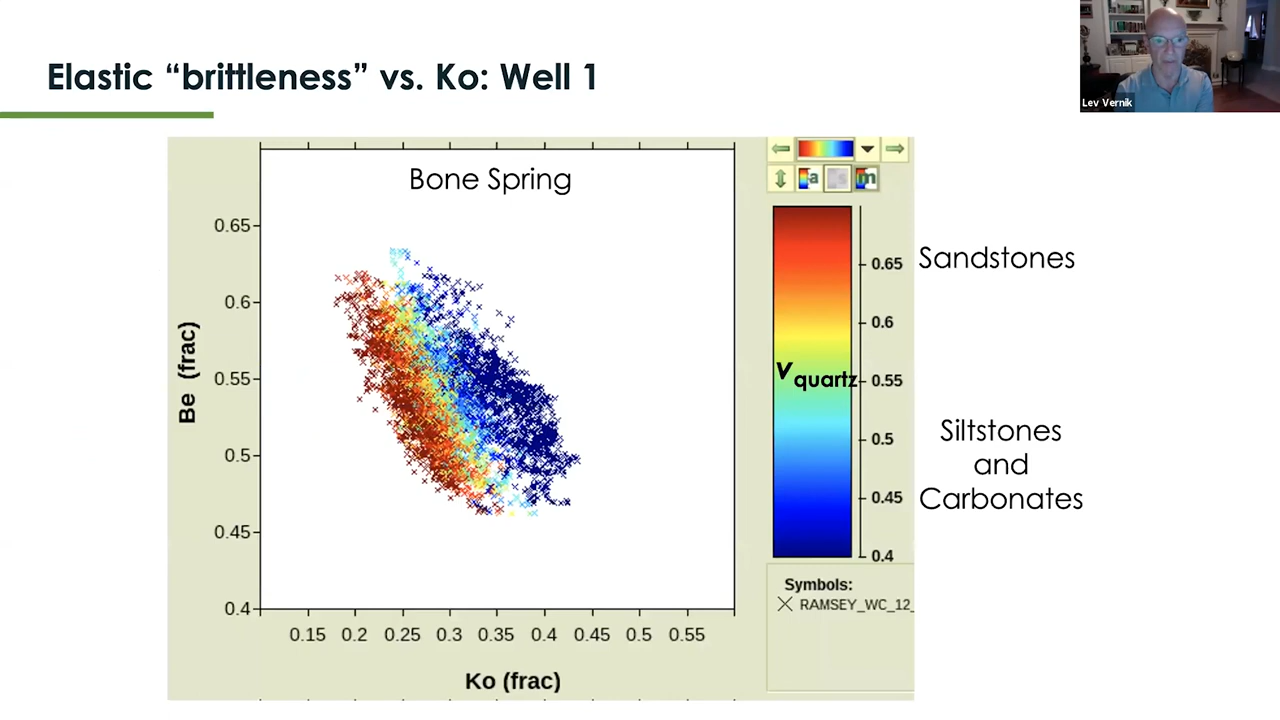 Elastic “brittleness” vs. Ko: Well 1
Lev Vernik
Bone Spring
Be (frac)
0.65
0.6
0.55
0.5
0.45
0.4
0.15 0.2 0.25 0.3 0.35 0.4 0.45 0.5 0.55
Ko (frac)
a s m
0.65
0.6
0.55
0.5
0.45
0.4
vquartz
Sandstones
Siltstones
and
Carbonates
Symbols:
RAMSEY_WC_12_